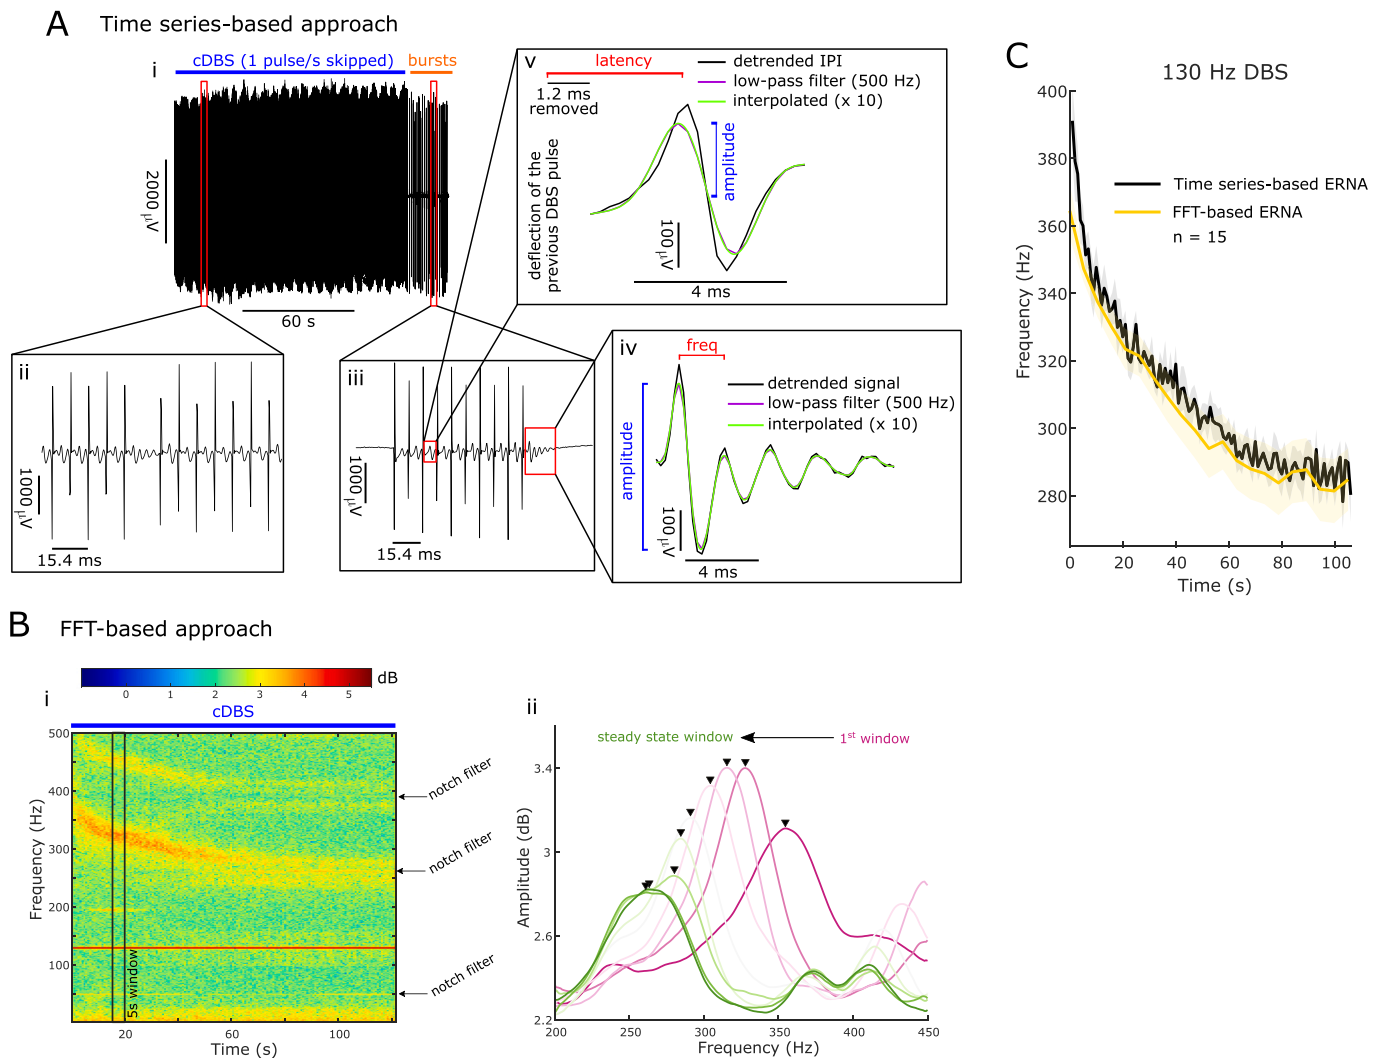 A Time series-based approach
i
cDBS (1 pulse/s skipped)
bursts
2000 µV
60 s
ii
1000 µV
15.4 ms
iii
1000 µV
15.4 ms
v
latency
1.2 ms
removed
detrended IPI
low-pass filter (500 Hz)
interpolated (x 10)
deflection of the
previous DBS pulse
amplitude
100 µV
4 ms
iv
freq
detrended signal
low-pass filter (500 Hz)
interpolated (x 10)
amplitude
100 µV
4 ms
C
130 Hz DBS
Time series-based ERNA
FFT-based ERNA
n = 15
Frequency (Hz)
400
380
360
340
320
300
280
0 20 40 60 80 100
Time (s)
B FFT-based approach
dB
0 1 2 3 4 5
i
cDBS
Frequency (Hz)
500
400
300
200
100
5s window
20 60 100
Time (s)
notch filter
notch filter
notch filter
ii
steady state window
1st window
Amplitude (dB)
3.4
3
2.6
2.2
200 250 300 350 400 450
Frequency (Hz)